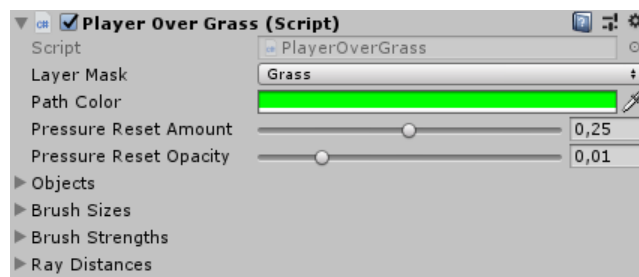 Player Over Grass (Script)
Script PlayerOverGrass
Layer Mask Grass
Path Color
Pressure Reset Amount 0,25
Pressure Reset Opacity 0,01
Objects
Brush Sizes
Brush Strengths
Ray Distances